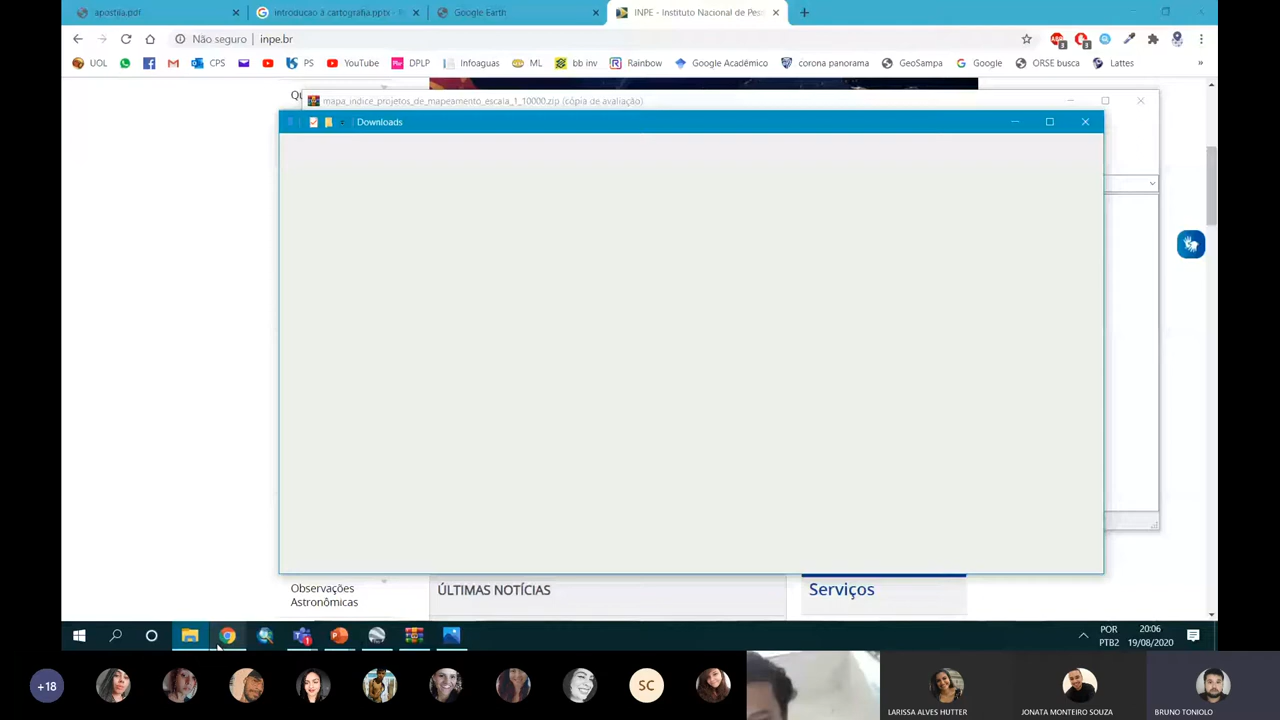 apostila.pdf
Introducao à cartografia.pptx
Google Earth
INPE - Instituto Nacional de Pes
Não seguro
inpe.br
UOL
CPS
PS
YouTube
DPLP
Infoaguas
ML
bb inv
Rainbow
Google Acadêmico
corona panorama
GeoSampa
Google
ORSE busca
Lattes
»
Qu
mapa_indice_projetos_de_mapeamento_escala_1_10000.zip (cópia de avaliação)
Downloads
Observações
Astronômicas
ÚLTIMAS NOTÍCIAS
Serviços
POR
PTB2
20:06
19/08/2020
+18
SC
LARISSA ALVES HUTTER
JONATA MONTEIRO SOUZA
BRUNO TONIOLO